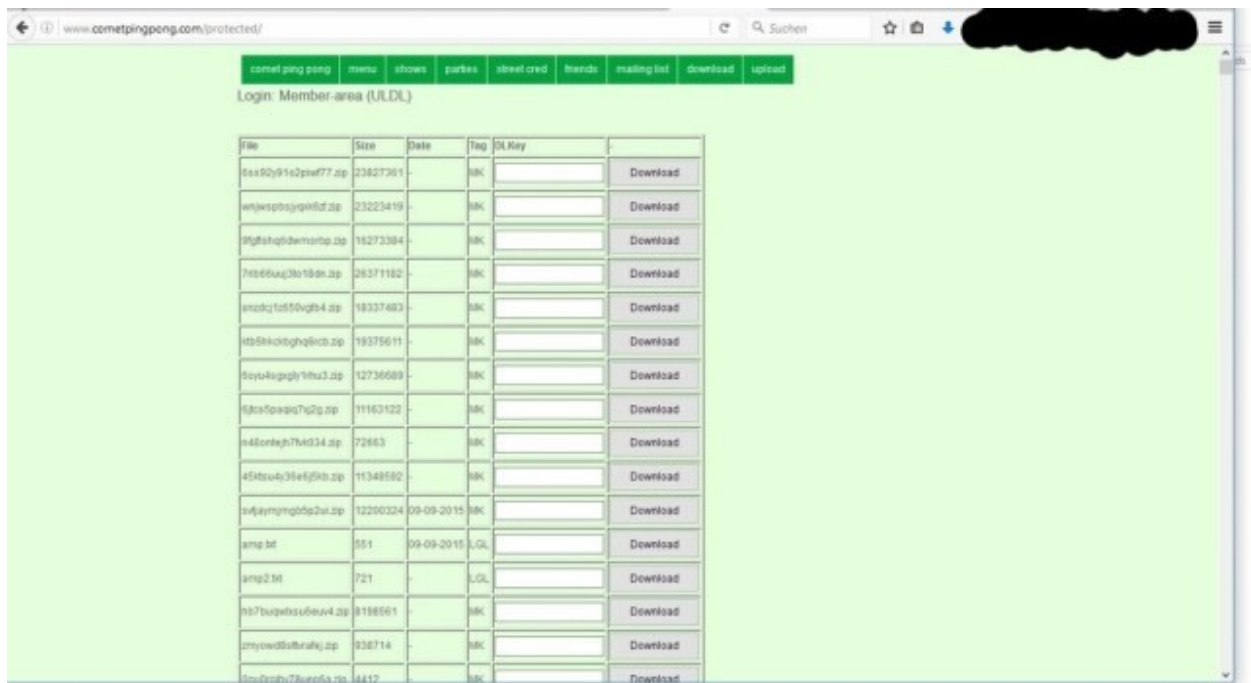 www.cometpingpong.com/protected/ Suchen
comet ping pong menu shows parties street cred friends mailing list download upload
Login: Member-area (ULDL)
File Size Date Tag DLKey -
23827361 - MK Download
23223419 - MK Download
16273384 - MK Download
26371182 - MK Download
18337483 - MK Download
19375611 - MK Download
12736689 - MK Download
11163122 - MK Download
72663 - MK Download
11348582 - MK Download
12200324 09-09-2015 MK Download
amp.txt 551 09-09-2015 LGL Download
amp2.txt 721 - LGL Download
8198561 - MK Download
938714 - MK Download
4412 - MK Download